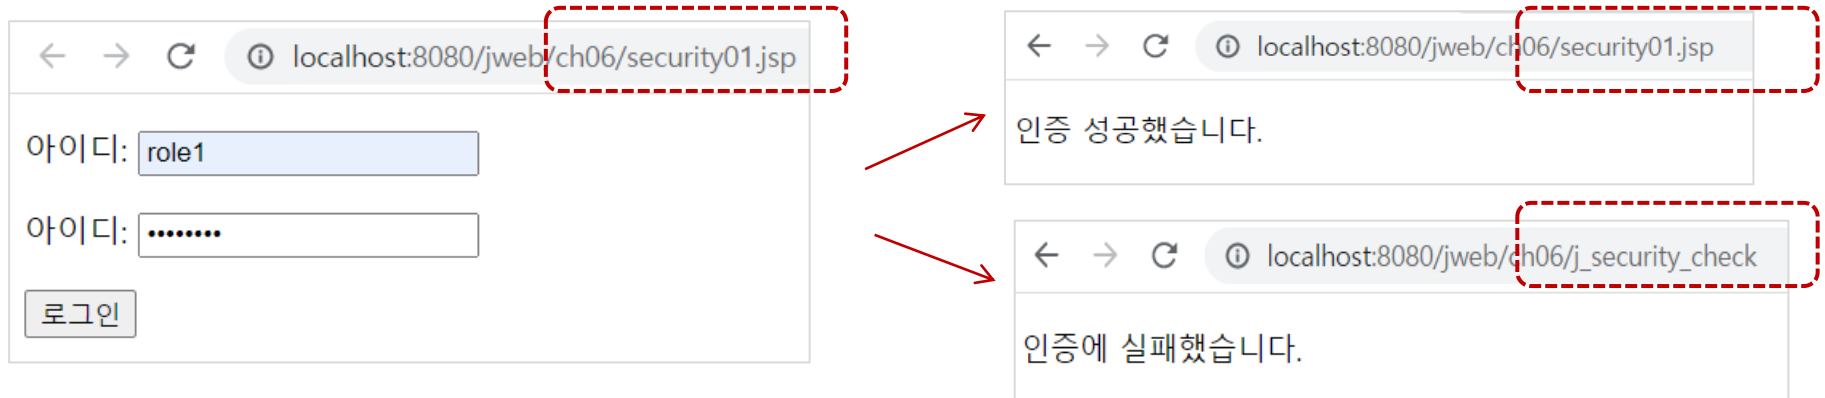 localhost:8080/jweb/ch06/security01.jsp
아이디: role1
아이디: ••••••••
로그인
localhost:8080/jweb/ch06/security01.jsp
인증 성공했습니다.
localhost:8080/jweb/ch06/j_security_check
인증에 실패했습니다.